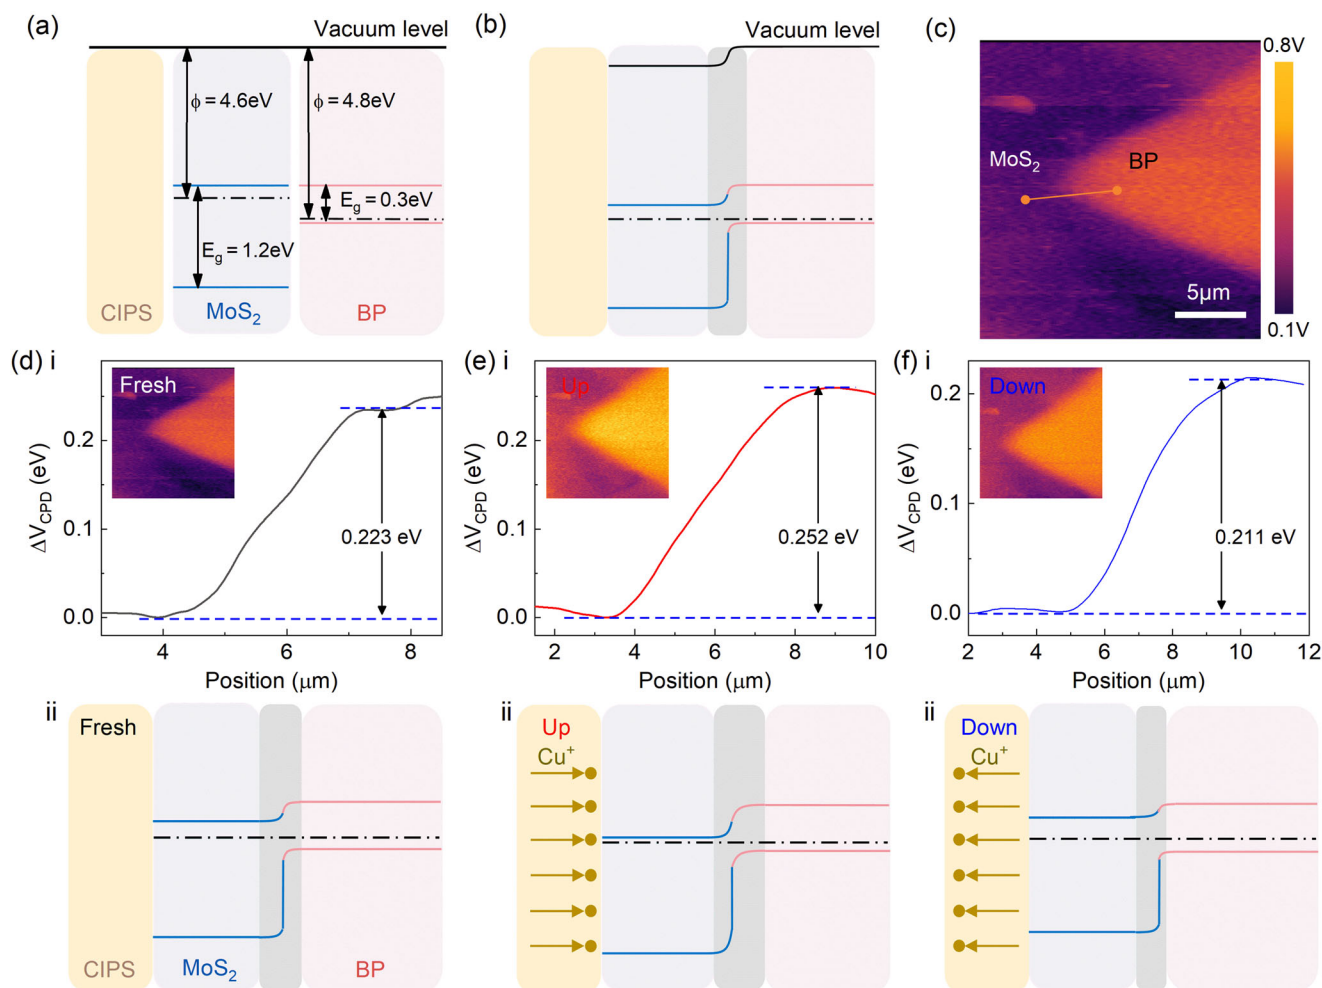 (a)
Vacuum level
ϕ = 4.6eV
ϕ = 4.8eV
E_g = 0.3eV
E_g = 1.2eV
CIPS
MoS₂
BP
(b)
Vacuum level
(c)
0.8V
MoS₂
BP
5μm
0.1V
(d) i
Fresh
0.2
0.1
0.0
ΔV_CPD (eV)
0.223 eV
4
6
8
Position (μm)
(e) i
Up
0.2
0.1
0.0
ΔV_CPD (eV)
0.252 eV
2
4
6
8
10
Position (μm)
(f) i
Down
0.2
0.1
0.0
ΔV_CPD (eV)
0.211 eV
2
4
6
8
10
12
Position (μm)
ii
Fresh
CIPS
MoS₂
BP
ii
Up
Cu⁺
ii
Down
Cu⁺